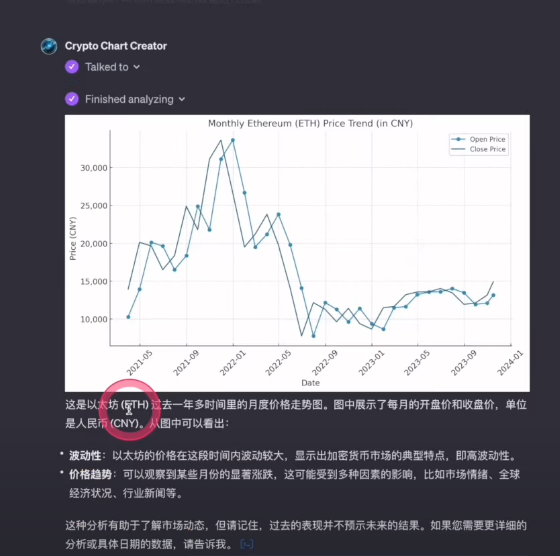 Crypto Chart Creator
Talked to
Finished analyzing
Monthly Ethereum (ETH) Price Trend (in CNY)
Open Price
Close Price
Price (CNY)
30,000
25,000
20,000
15,000
10,000
2021-05
2021-09
2022-01
2022-05
2022-09
2023-01
2023-05
2023-09
2024-01
Date
这是以太坊 (ETH) 过去一年多时间里的月度价格走势图。图中展示了每月的开盘价和收盘价，单位
是人民币 (CNY)。从图中可以看出：
• 波动性：以太坊的价格在这段时间内波动较大，显示出加密货币市场的典型特点，即高波动性。
• 价格趋势：可以观察到某些月份的显著涨跌，这可能受到多种因素的影响，比如市场情绪、全球
经济状况、行业新闻等。
这种分析有助于了解市场动态，但请记住，过去的表现并不预示未来的结果。如果您需要更详细的
分析或具体日期的数据，请告诉我。